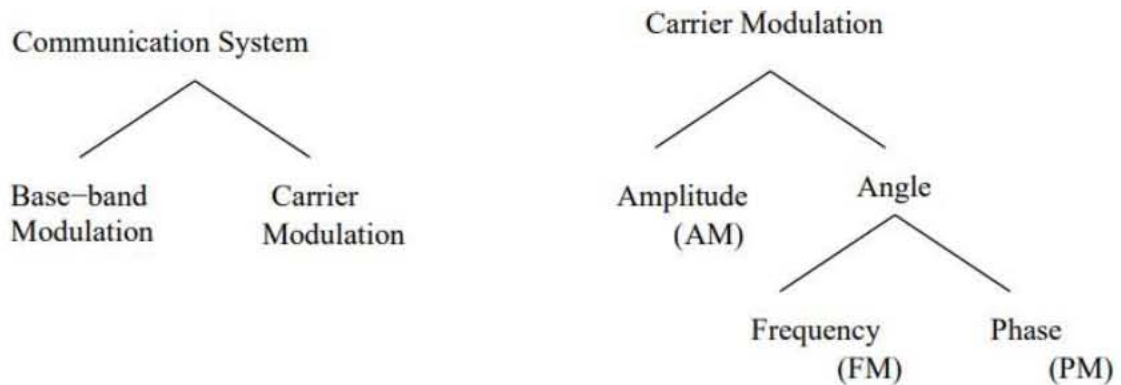 Communication System
Base−band
Modulation
Carrier
Modulation
Carrier Modulation
Amplitude
(AM)
Angle
Frequency
(FM)
Phase
(PM)